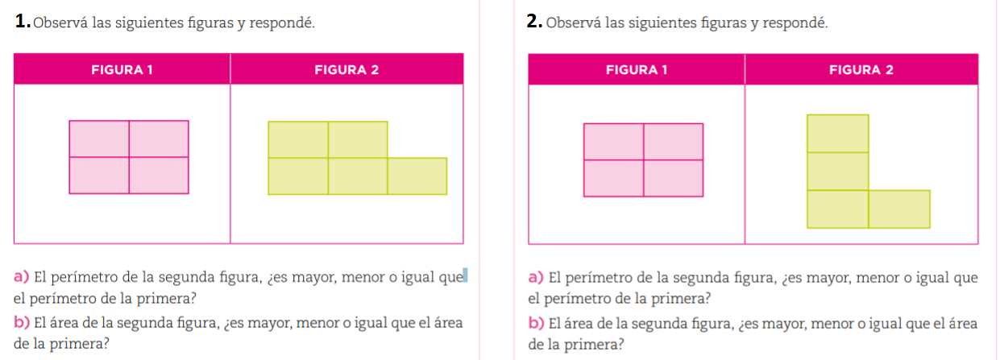 1. Observá las siguientes figuras y respondé.
FIGURA 1
FIGURA 2
a) El perímetro de la segunda figura, ¿es mayor, menor o igual que
el perímetro de la primera?
b) El área de la segunda figura, ¿es mayor, menor o igual que el área
de la primera?
2. Observá las siguientes figuras y respondé.
FIGURA 1
FIGURA 2
a) El perímetro de la segunda figura, ¿es mayor, menor o igual que
el perímetro de la primera?
b) El área de la segunda figura, ¿es mayor, menor o igual que el área
de la primera?